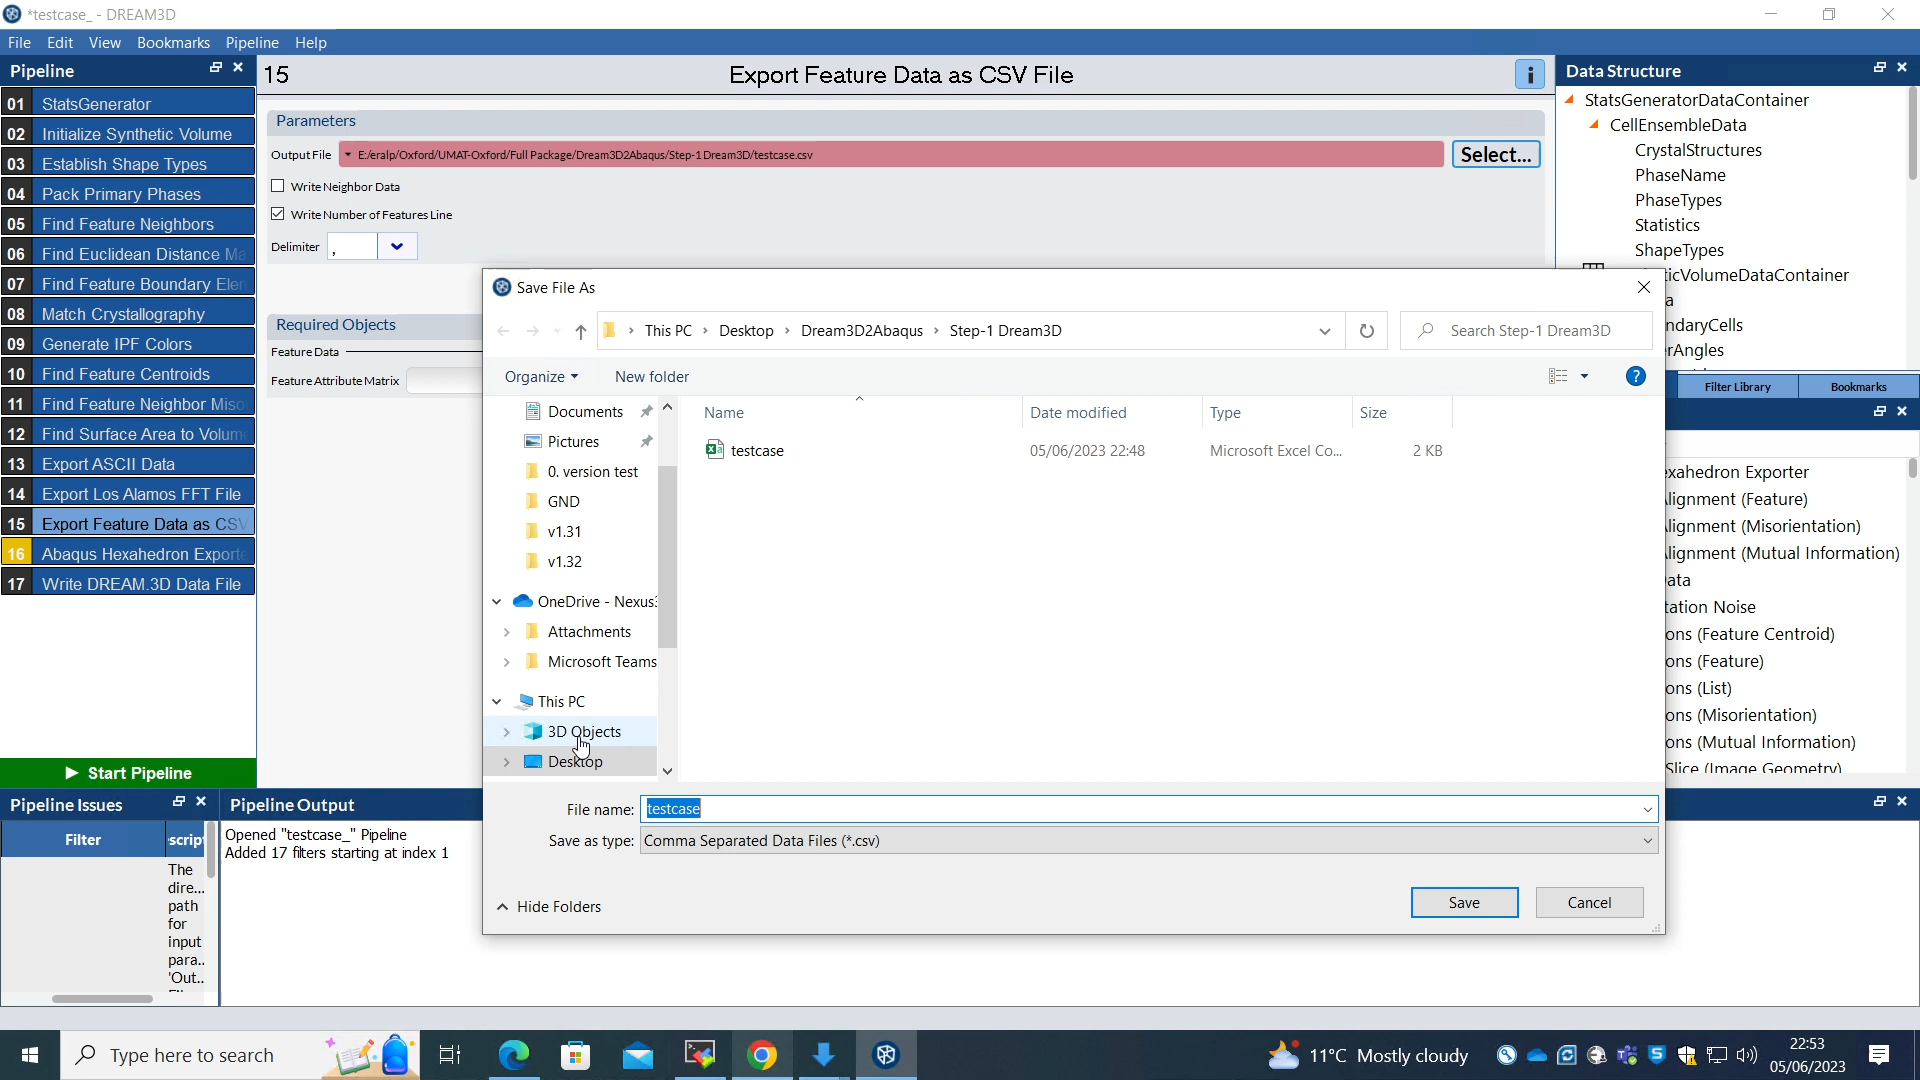 *testcase_ - DREAM3D
File Edit View Bookmarks Pipeline Help
Pipeline
01 StatsGenerator
02 Initialize Synthetic Volume
03 Establish Shape Types
04 Pack Primary Phases
05 Find Feature Neighbors
06 Find Euclidean Distance Ma
07 Find Feature Boundary Elem
08 Match Crystallography
09 Generate IPF Colors
10 Find Feature Centroids
11 Find Feature Neighbor Miso
12 Find Surface Area to Volum
13 Export ASCII Data
14 Export Los Alamos FFT File
15 Export Feature Data as CSV
16 Abaqus Hexahedron Exporte
17 Write DREAM.3D Data File
Start Pipeline
15 Export Feature Data as CSV File
Parameters
Output File E:/eralp/Oxford/UMAT-Oxford/Full Package/Dream3D2Abaqus/Step-1 Dream3D/testcase.csv Select...
Write Neighbor Data
Write Number of Features Line
Delimiter ,
Required Objects
Feature Data
Feature Attribute Matrix
Data Structure
StatsGeneratorDataContainer
CellEnsembleData
CrystalStructures
PhaseName
PhaseTypes
Statistics
ShapeTypes
ticVolumeDataContainer
a
ndaryCells
rAngles
Filter Library Bookmarks
exahedron Exporter
lignment (Feature)
lignment (Misorientation)
lignment (Mutual Information)
ata
tation Noise
ons (Feature Centroid)
ons (Feature)
ons (List)
ons (Misorientation)
ons (Mutual Information)
Slice (Image Geometry)
Save File As
This PC Desktop Dream3D2Abaqus Step-1 Dream3D
Search Step-1 Dream3D
Organize New folder
Documents
Pictures
0. version test
GND
v1.31
v1.32
OneDrive - Nexus
Attachments
Microsoft Teams
This PC
3D Objects
Desktop
Name Date modified Type Size
testcase 05/06/2023 22:48 Microsoft Excel Co... 2 KB
File name: testcase
Save as type: Comma Separated Data Files (*.csv)
Hide Folders Save Cancel
Pipeline Issues
Filter scrip
The
dire...
path
for
input
para..
'Out..
Pipeline Output
Opened "testcase_" Pipeline
Added 17 filters starting at index 1
Type here to search
11°C Mostly cloudy
22:53
05/06/2023